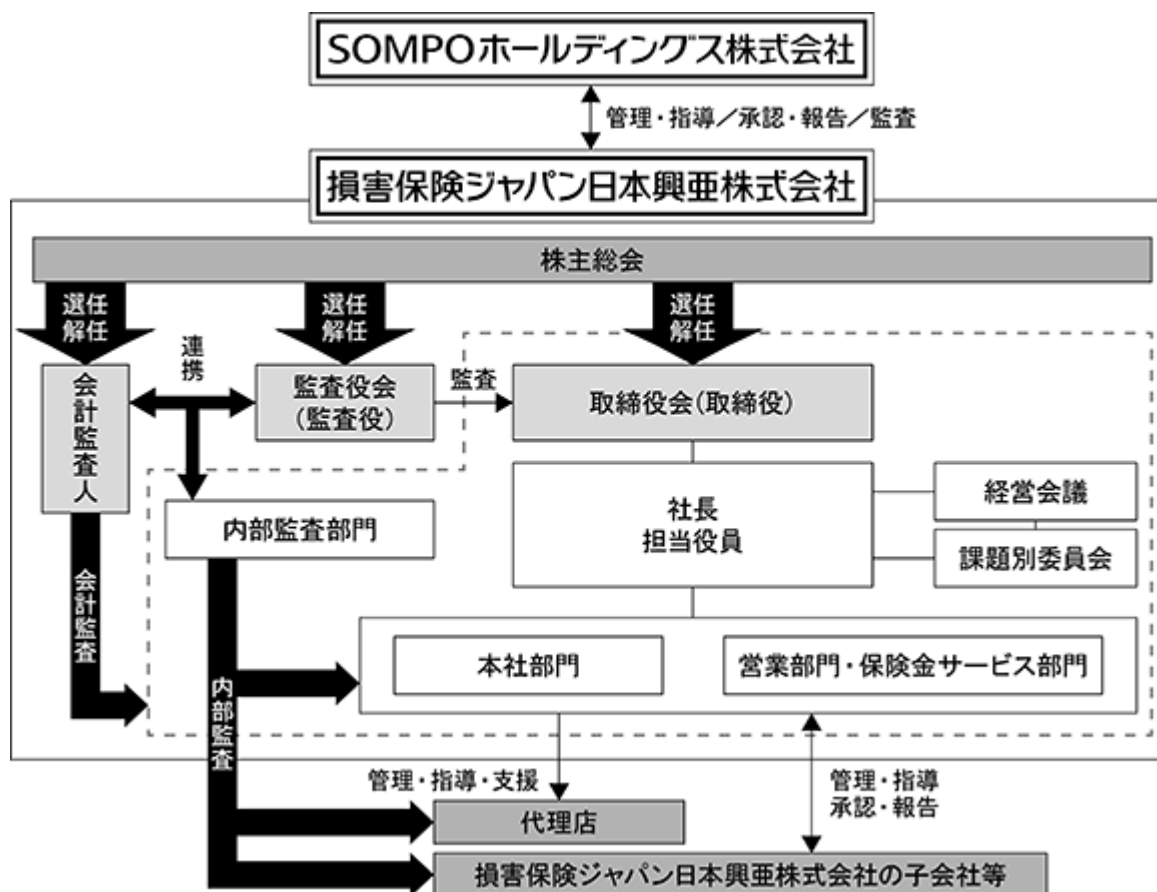 SOMPOホールディングス株式会社
管理・指導／承認・報告／監査
損害保険ジャパン日本興亜株式会社
株主総会
選任
解任
選任
解任
選任
解任
連携
会計監査人
監査役会
(監査役)
監査
取締役会(取締役)
内部監査部門
社長
担当役員
経営会議
課題別委員会
会計監査
本社部門
営業部門・保険金サービス部門
内部監査
管理・指導・支援
管理・指導
承認・報告
代理店
損害保険ジャパン日本興亜株式会社の子会社等